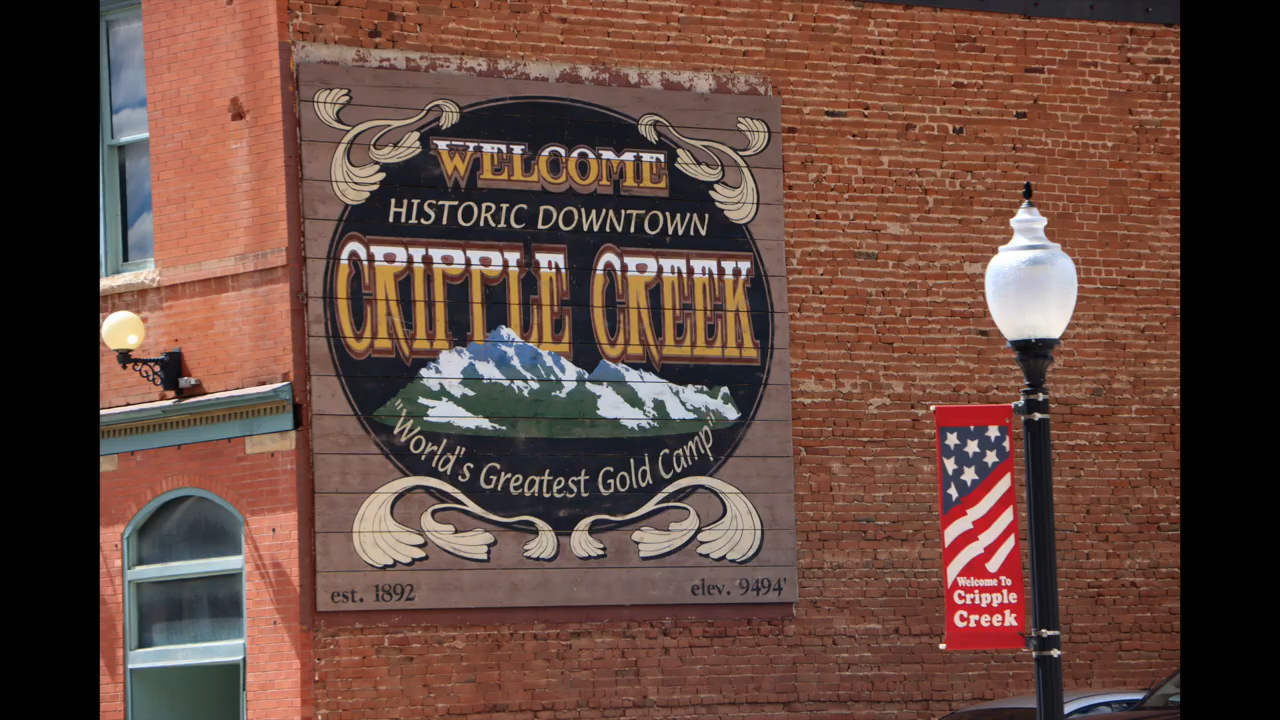 WELCOME
HISTORIC DOWNTOWN
CRIPPLE CREEK
"World"s Greatest Gold Camp"
est. 1892
elev. 9494'
Welcome To
Cripple
Creek